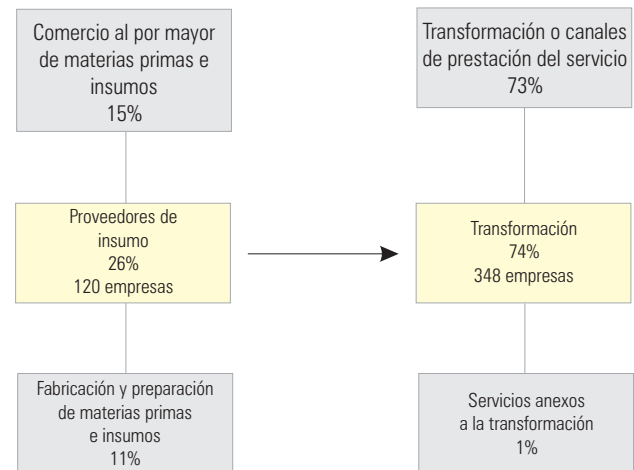 Comercio al por mayor
de materias primas e
insumos
15%
Proveedores de
insumo
26%
120 empresas
Fabricación y preparación
de materias primas
e insumos
11%
Transformación o canales
de prestación del servicio
73%
Transformación
74%
348 empresas
Servicios anexos
a la transformación
1%